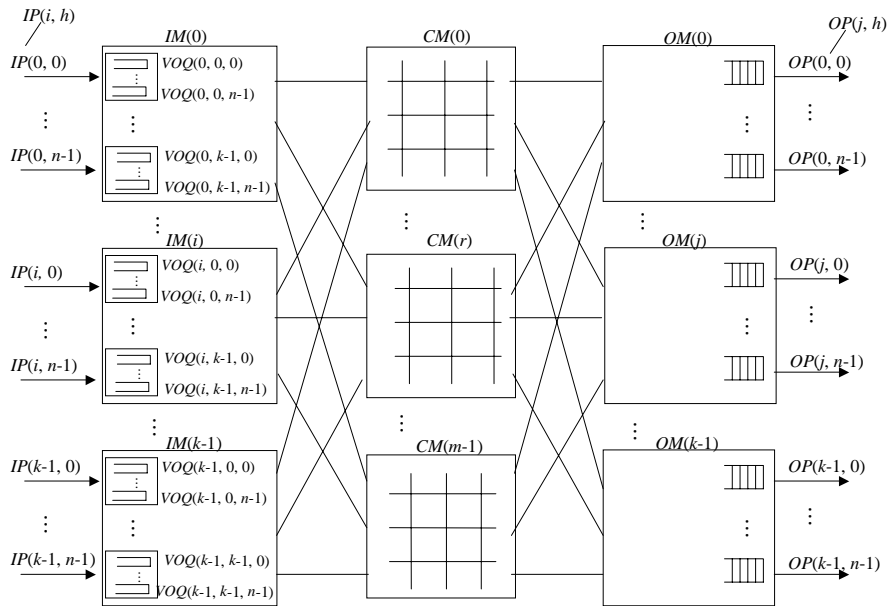 IP(i, h)
OP(j, h)
IM(0)
CM(0)
OM(0)
IP(0, 0)
VOQ(0, 0, 0)
VOQ(0, 0, n-1)
OP(0, 0)
IP(0, n-1)
VOQ(0, k-1, 0)
VOQ(0, k-1, n-1)
OP(0, n-1)
IM(i)
CM(r)
OM(j)
IP(i, 0)
VOQ(i, 0, 0)
VOQ(i, 0, n-1)
OP(j, 0)
IP(i, n-1)
VOQ(i, k-1, 0)
VOQ(i, k-1, n-1)
OP(j, n-1)
IM(k-1)
CM(m-1)
OM(k-1)
IP(k-1, 0)
VOQ(k-1, 0, 0)
VOQ(k-1, 0, n-1)
OP(k-1, 0)
IP(k-1, n-1)
VOQ(k-1, k-1, 0)
VOQ(k-1, k-1, n-1)
OP(k-1, n-1)